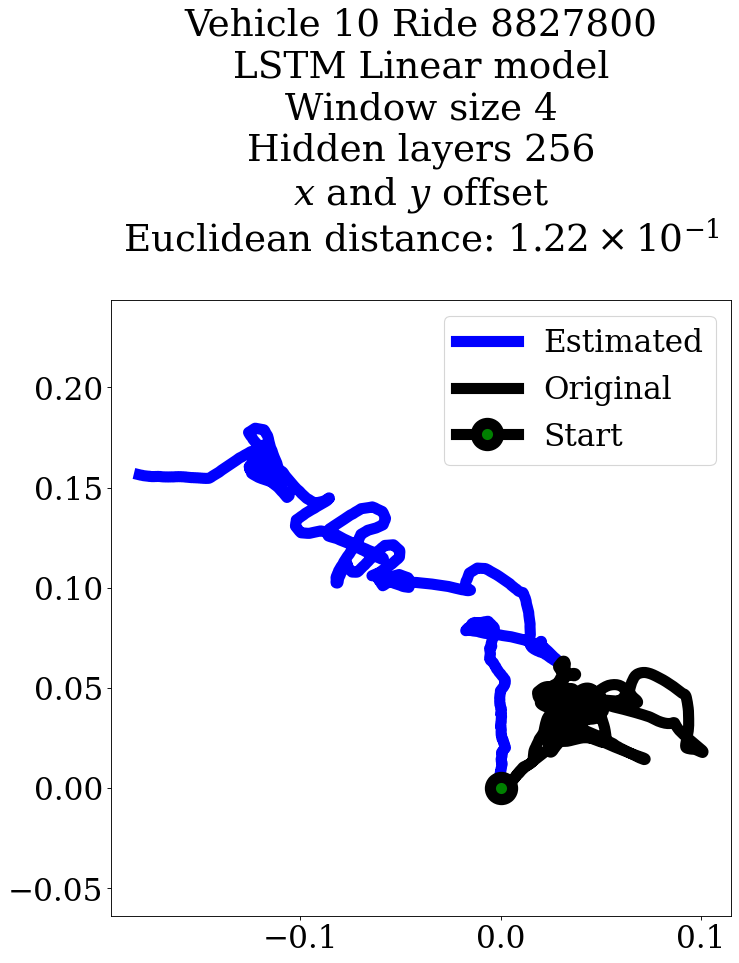 Vehicle 10 Ride 8827800
LSTM Linear model
Window size 4
Hidden layers 256
x and y offset
Euclidean distance: 1.22 × 10⁻¹
Estimated
Original
Start
0.20
0.15
0.10
0.05
0.00
−0.05
−0.1
0.0
0.1